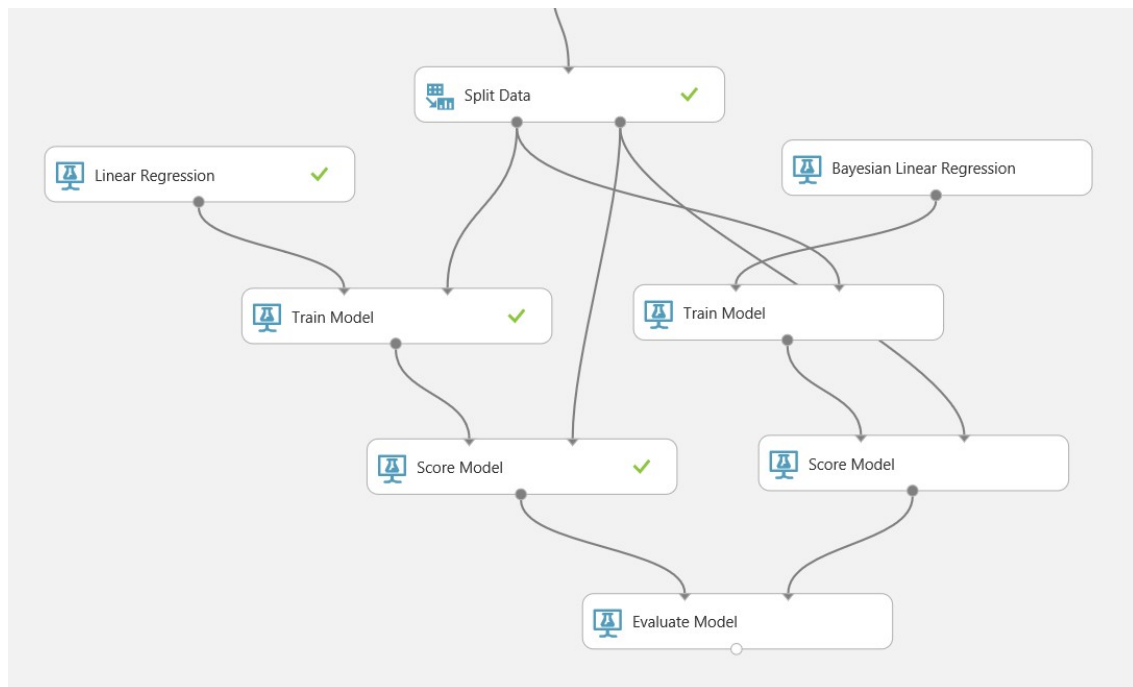 Split Data
Linear Regression
Bayesian Linear Regression
Train Model
Train Model
Score Model
Score Model
Evaluate Model